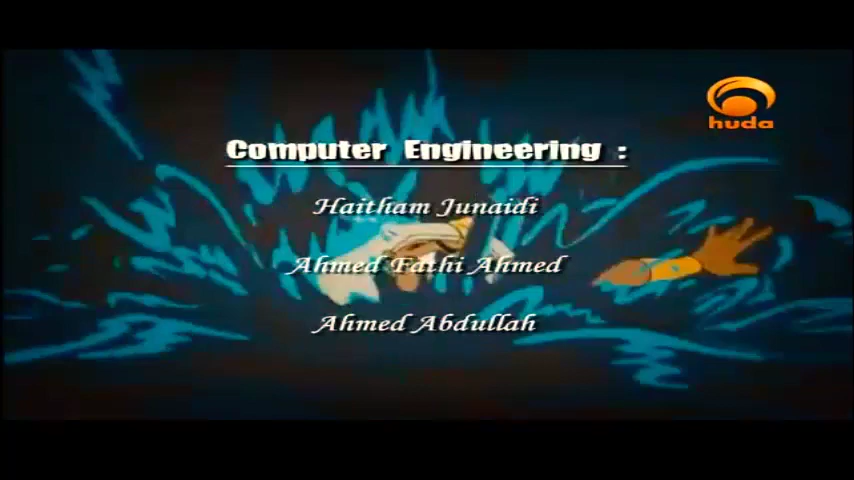 huda
Computer Engineering :
Haitham Junaidi
Ahmed Fathi Ahmed
Ahmed Abdullah